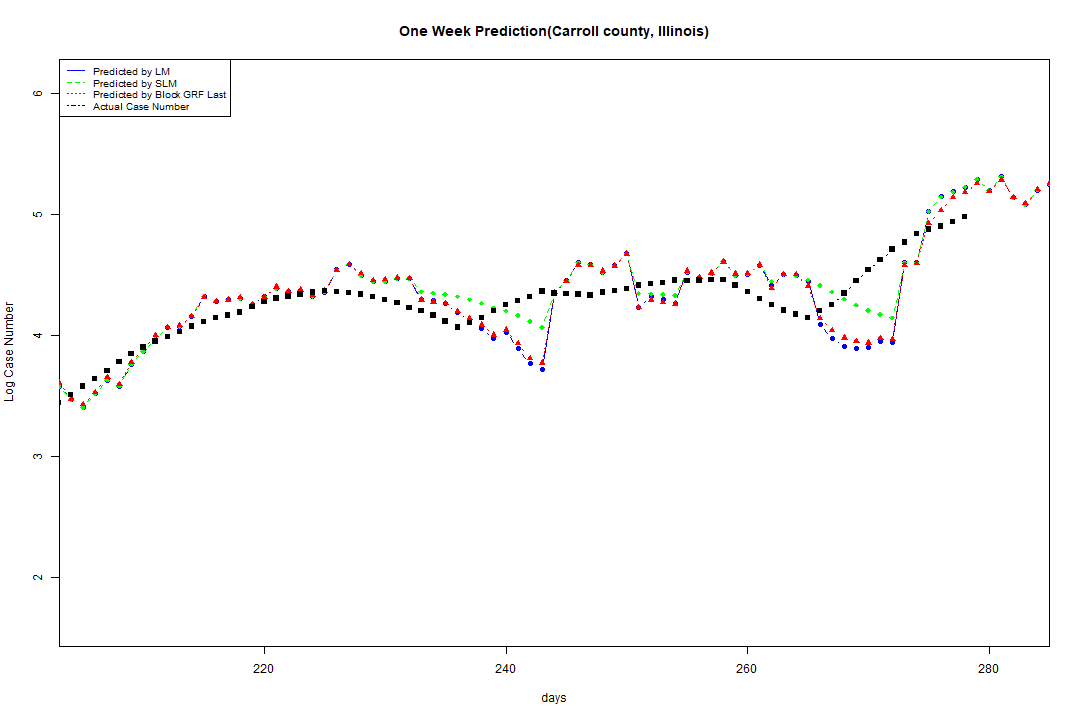 One Week Prediction(Carroll county, Illinois)
Predicted by LM
Predicted by SLM
Predicted by Block GRF Last
Actual Case Number
6
5
4
3
2
Log Case Number
220 240 260 280
days